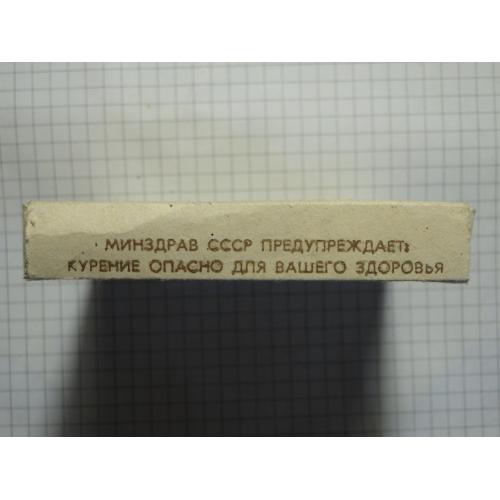 МИНЗДРАВ СССР ПРЕДУПРЕЖДАЕТ:
КУРЕНИЕ ОПАСНО ДЛЯ ВАШЕГО ЗДОРОВЬЯ